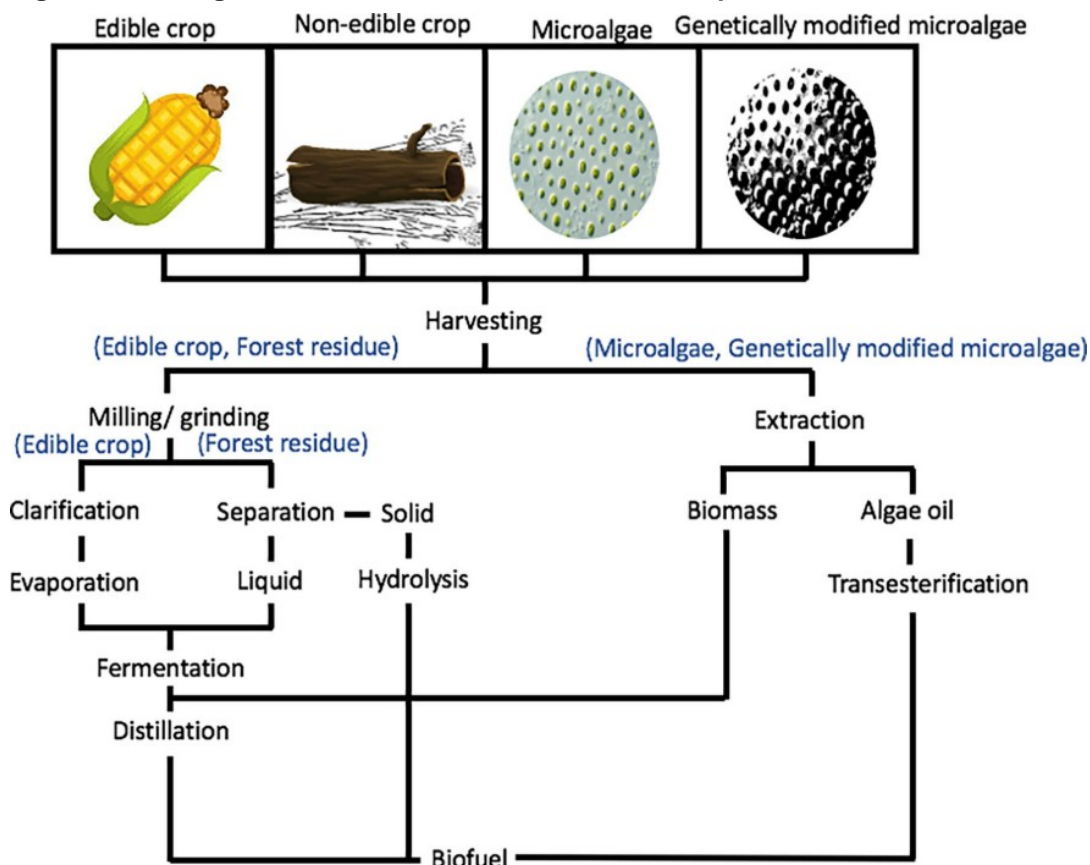 Edible crop
Non-edible crop
Microalgae
Genetically modified microalgae
Harvesting
(Edible crop, Forest residue)
(Microalgae, Genetically modified microalgae)
Milling/ grinding
Extraction
(Edible crop)
(Forest residue)
Clarification
Separation
Solid
Biomass
Algae oil
Evaporation
Liquid
Hydrolysis
Transesterification
Fermentation
Distillation
Biofuel